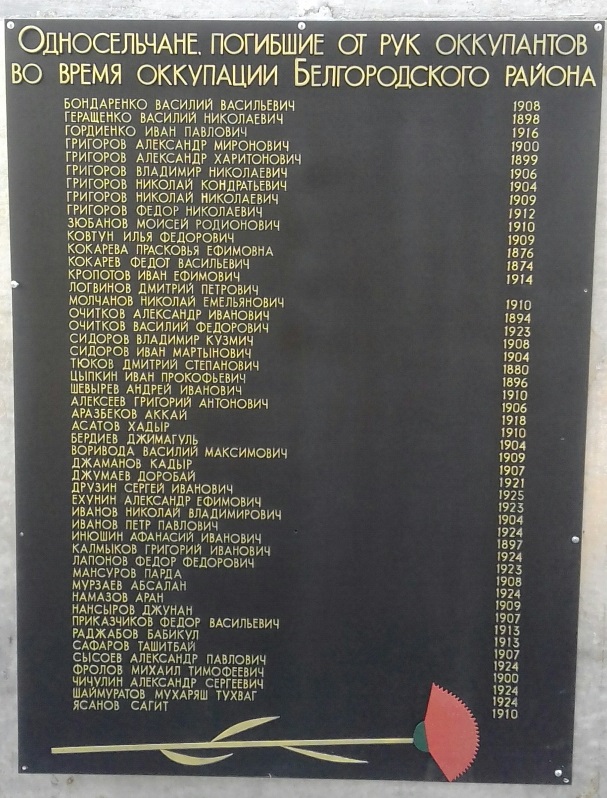 ОДНОСЕЛЬЧАНЕ, ПОГИБШИЕ ОТ РУК ОККУПАНТОВ
ВО ВРЕМЯ ОККУПАЦИИ БЕЛГОРОДСКОГО РАЙОНА
БОНДАРЕНКО ВАСИЛИЙ ВАСИЛЬЕВИЧ 1908
ГЕРАЩЕНКО ВАСИЛИЙ НИКОЛАЕВИЧ 1898
ГОРДИЕНКО ИВАН ПАВЛОВИЧ 1916
ГРИГОРОВ АЛЕКСАНДР МИРОНОВИЧ 1900
ГРИГОРОВ АЛЕКСАНДР ХАРИТОНОВИЧ 1899
ГРИГОРОВ ВЛАДИМИР НИКОЛАЕВИЧ 1906
ГРИГОРОВ НИКОЛАЙ КОНДРАТЬЕВИЧ 1904
ГРИГОРОВ НИКОЛАЙ НИКОЛАЕВИЧ 1909
ГРИГОРОВ ФЕДОР НИКОЛАЕВИЧ 1912
ЗЮБАНОВ МОИСЕЙ РОДИОНОВИЧ 1910
КОВТУН ИЛЬЯ ФЕДОРОВИЧ 1909
КОКАРЕВА ПРАСКОВЬЯ ЕФИМОВНА 1876
КОКАРЕВ ФЕДОТ ВАСИЛЬЕВИЧ 1874
КРОПОТОВ ИВАН ЕФИМОВИЧ 1914
ЛОГВИНОВ ДМИТРИЙ ПЕТРОВИЧ
МОЛЧАНОВ НИКОЛАЙ ЕМЕЛЬЯНОВИЧ 1910
ОЧИТКОВ АЛЕКСАНДР ИВАНОВИЧ 1894
ОЧИТКОВ ВАСИЛИЙ ФЕДОРОВИЧ 1923
СИДОРОВ ВЛАДИМИР КУЗМИЧ 1908
СИДОРОВ ИВАН МАРТЫНОВИЧ 1904
ТЮКОВ ДМИТРИЙ СТЕПАНОВИЧ 1880
ЦЫПКИН ИВАН ПРОКОФЬЕВИЧ 1896
ШЕВЫРЕВ АНДРЕЙ ИВАНОВИЧ 1910
АЛЕКСЕЕВ ГРИГОРИЙ АНТОНОВИЧ 1906
АРАЗБЕКОВ АККАЙ 1918
АСАТОВ ХАДЫР 1910
БЕРДИЕВ ДЖИМАГУЛЬ 1904
ВОРИВОДА ВАСИЛИЙ МАКСИМОВИЧ 1909
ДЖАМАНОВ КАДЫР 1907
ДЖУМАЕВ ДОРОБАЙ 1921
ДРУЗИН СЕРГЕЙ ИВАНОВИЧ 1925
ЕХУНИН АЛЕКСАНДР ЕФИМОВИЧ 1923
ИВАНОВ НИКОЛАЙ ВЛАДИМИРОВИЧ 1904
ИВАНОВ ПЕТР ПАВЛОВИЧ 1924
ИНЮШИН АФАНАСИЙ ИВАНОВИЧ 1897
КАЛМЫКОВ ГРИГОРИЙ ИВАНОВИЧ 1924
ЛАПОНОВ ФЕДОР ФЕДОРОВИЧ 1923
МАНСУРОВ ПАРДА 1908
МУРЗАЕВ АБСАЛАН 1924
НАМАЗОВ АРАН 1909
НАНСЫРОВ ДЖУНАН 1907
ПРИКАЗЧИКОВ ФЕДОР ВАСИЛЬЕВИЧ 1913
РАДЖАБОВ БАБИКУЛ 1913
САФАРОВ ТАШИТБАЙ 1907
СЫСОЕВ АЛЕКСАНДР ПАВЛОВИЧ 1924
ФРОЛОВ МИХАИЛ ТИМОФЕЕВИЧ 1900
ЧИЧУЛИН АЛЕКСАНДР СЕРГЕЕВИЧ 1924
ШАЙМУРАТОВ МУХАРЯШ ТУХВАГ 1924
ЯСАНОВ САГИТ 1910